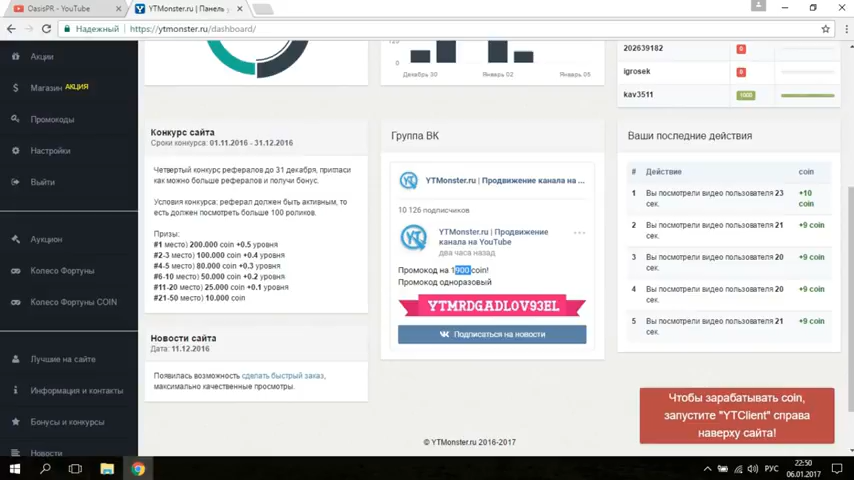 OasisPR - YouTube
YTMonster.ru | Панель
Надежный
https://ytmonster.ru/dashboard/
Акции
Магазин АКЦИЯ
Промокоды
Настройки
Выйти
Аукцион
Колесо Фортуны
Колесо Фортуны COIN
Лучшие на сайте
Информация и контакты
Бонусы и конкурсы
Новости
Конкурс сайта
Сроки конкурса: 01.11.2016 - 31.12.2016
Четвертый конкурс рефералов до 31 декабря, пригласи
как можно больше рефералов и получи бонус.
Условия конкурса: реферал должен быть активным, то
есть должен посмотреть больше 100 роликов.
Призы:
#1 место) 200.000 coin +0.5 уровня
#2-3 место) 100.000 coin +0.4 уровня
#4-5 место) 80.000 coin +0.3 уровня
#6-10 место) 50.000 coin +0.2 уровня
#11-20 место) 25.000 coin +0.1 уровня
#21-50 место) 10.000 coin
Новости сайта
Дата: 11.12.2016
Появилась возможность сделать быстрый заказ,
максимально качественные просмотры.
125
0
Декабрь 30
Январь 02
Январь 05
Группа ВК
YTMonster.ru | Продвижение канала на ...
10 126 подписчиков
YTMonster.ru | Продвижение
канала на YouTube
два часа назад
Промокод на 1900 coin!
Промокод одноразовый
YTMRDGADLOV93EL
Подписаться на новости
202639182 0
igrosek 0
kav3511 1000
Ваши последние действия
# Действие coin
1 Вы посмотрели видео пользователя 23 сек. +10 coin
2 Вы посмотрели видео пользователя 21 сек. +9 coin
3 Вы посмотрели видео пользователя 20 сек. +9 coin
4 Вы посмотрели видео пользователя 20 сек. +9 coin
5 Вы посмотрели видео пользователя 21 сек. +9 coin
Чтобы зарабатывать coin,
запустите "YTClient" справа
наверху сайта!
© YTMonster.ru 2016-2017
РУС
22:50
06.01.2017